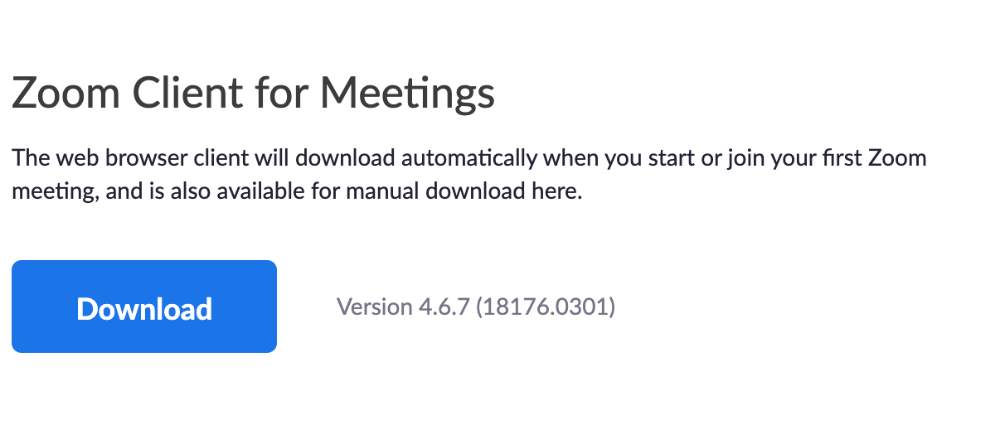 Zoom Client for Meetings
The web browser client will download automatically when you start or join your first Zoom
meeting, and is also available for manual download here.
Download
Version 4.6.7 (18176.0301)